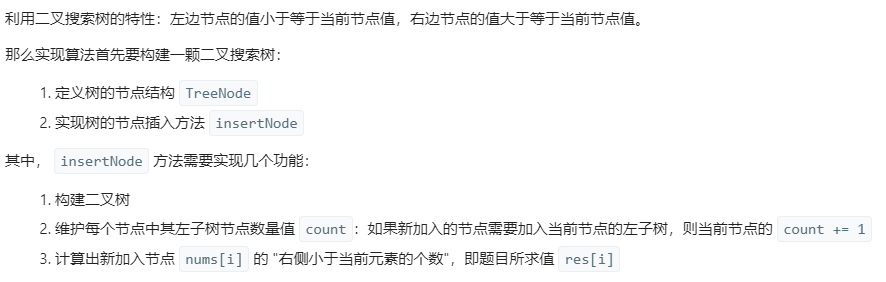 利用二叉搜索树的特性：左边节点的值小于等于当前节点值，右边节点的值大于等于当前节点值。
那么实现算法首先要构建一颗二叉搜索树：
1. 定义树的节点结构 TreeNode
2. 实现树的节点插入方法 insertNode
其中， insertNode 方法需要实现几个功能：
1. 构建二叉树
2. 维护每个节点中其左子树节点数量值 count ：如果新加入的节点需要加入当前节点的左子树，则当前节点的 count += 1
3. 计算出新加入节点 nums[i] 的 "右侧小于当前元素的个数"，即题目所求值 res[i]